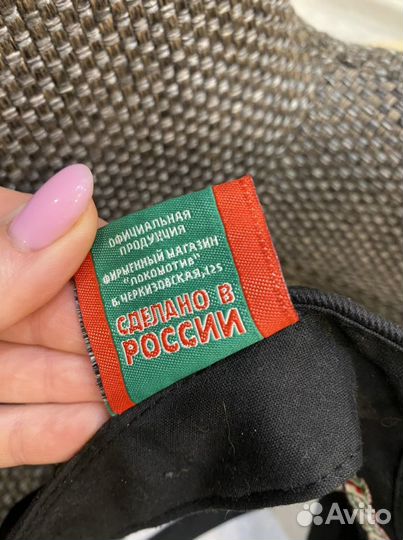 ОФИЦИАЛЬНАЯ
ПРОДУКЦИЯ
ФИРМЕННЫЙ МАГАЗИН
"ЛОКОМОТИВ"
Б.ЧЕРКИЗОВСКАЯ,125
СДЕЛАНО В
РОССИИ
Avito